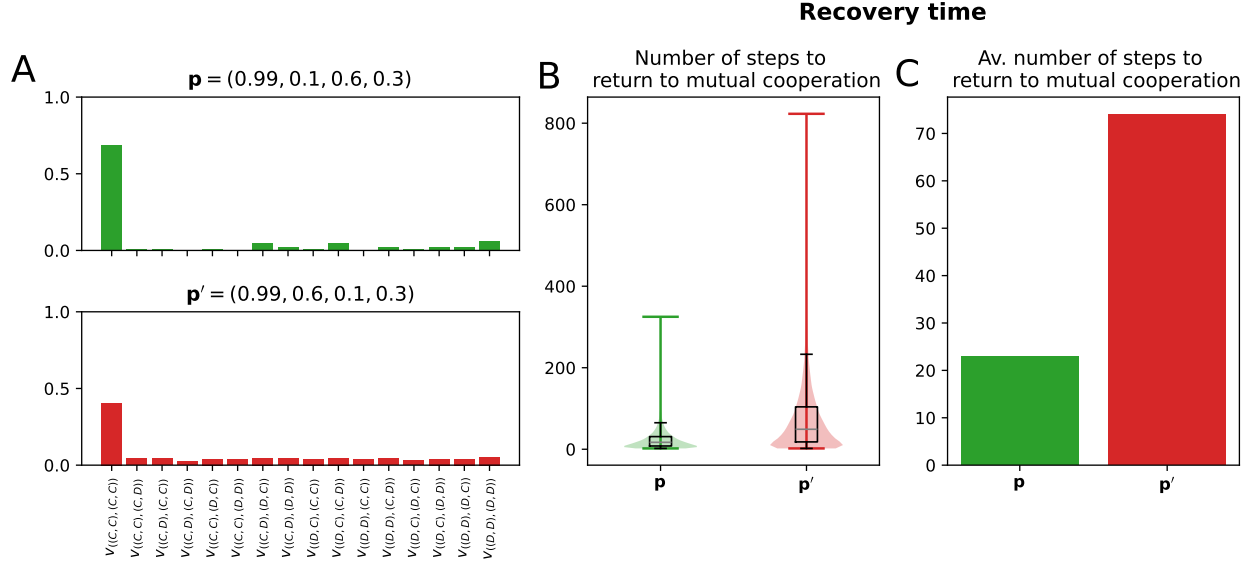 Recovery time
A
p = (0.99, 0.1, 0.6, 0.3)
1.0
0.5
0.0
p′ = (0.99, 0.6, 0.1, 0.3)
1.0
0.5
0.0
v((C, C), (C, C))
v((C, C), (C, D))
v((C, D), (C, C))
v((C, D), (C, D))
v((C, C), (D, C))
v((C, C), (D, D))
v((C, D), (D, C))
v((C, D), (D, D))
v((D, C), (C, C))
v((D, C), (C, D))
v((D, D), (C, C))
v((D, D), (C, D))
v((D, C), (D, C))
v((D, C), (D, D))
v((D, D), (D, C))
v((D, D), (D, D))
B
Number of steps to
return to mutual cooperation
800
600
400
200
0
p
p′
C
Av. number of steps to
return to mutual cooperation
70
60
50
40
30
20
10
0
p
p′